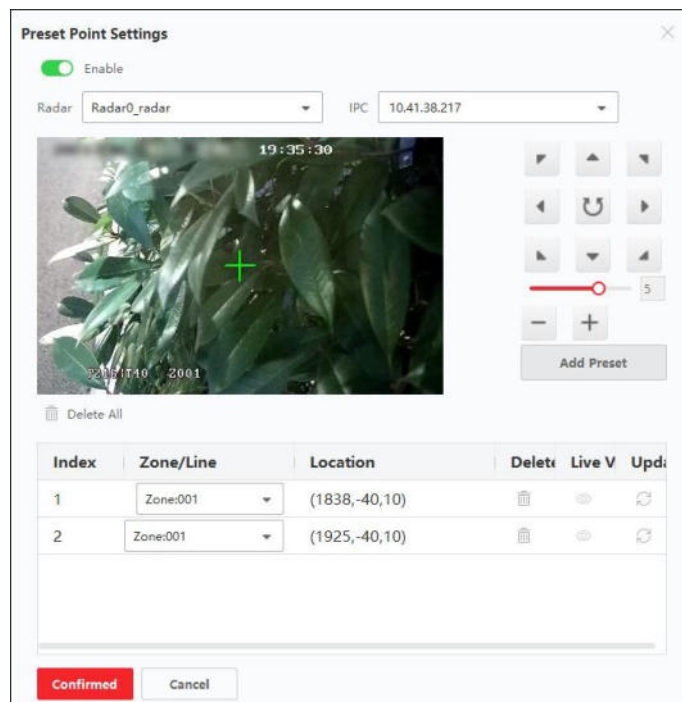 Preset Point Settings
Enable
Radar Radar0_radar IPC 10.41.38.217
19:35:30
5
T40 Z001
Add Preset
Delete All
Index Zone/Line Location Delete Live V Upda
1 Zone:001 (1838,-40,10)
2 Zone:001 (1925,-40,10)
Confirmed Cancel